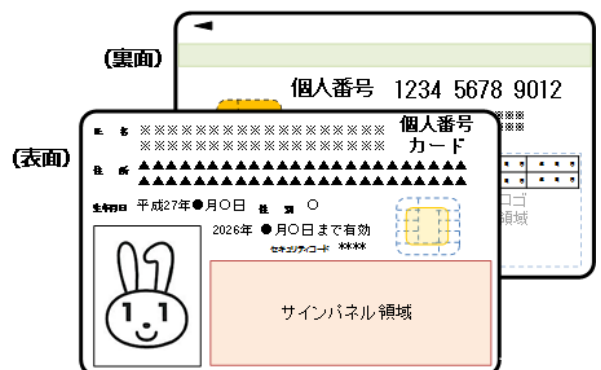 (裏面)
個人番号 1234 5678 9012
※※※
※※※
ロゴ
領域
(表面)
氏 名 ※※※※※※※※※※※※※※※※※※ 個人番号
※※※※※※※※※※※※※※※※※※ カード
住 所 ▲▲▲▲▲▲▲▲▲▲▲▲▲▲▲▲▲▲▲▲▲▲▲▲
▲▲▲▲▲▲▲▲▲▲▲▲▲▲▲▲▲▲▲▲▲▲▲▲
生年月日 平成27年●月〇日 性 別 〇
2026年 ●月〇日まで有効
セキュリティコード ****
サインパネル領域